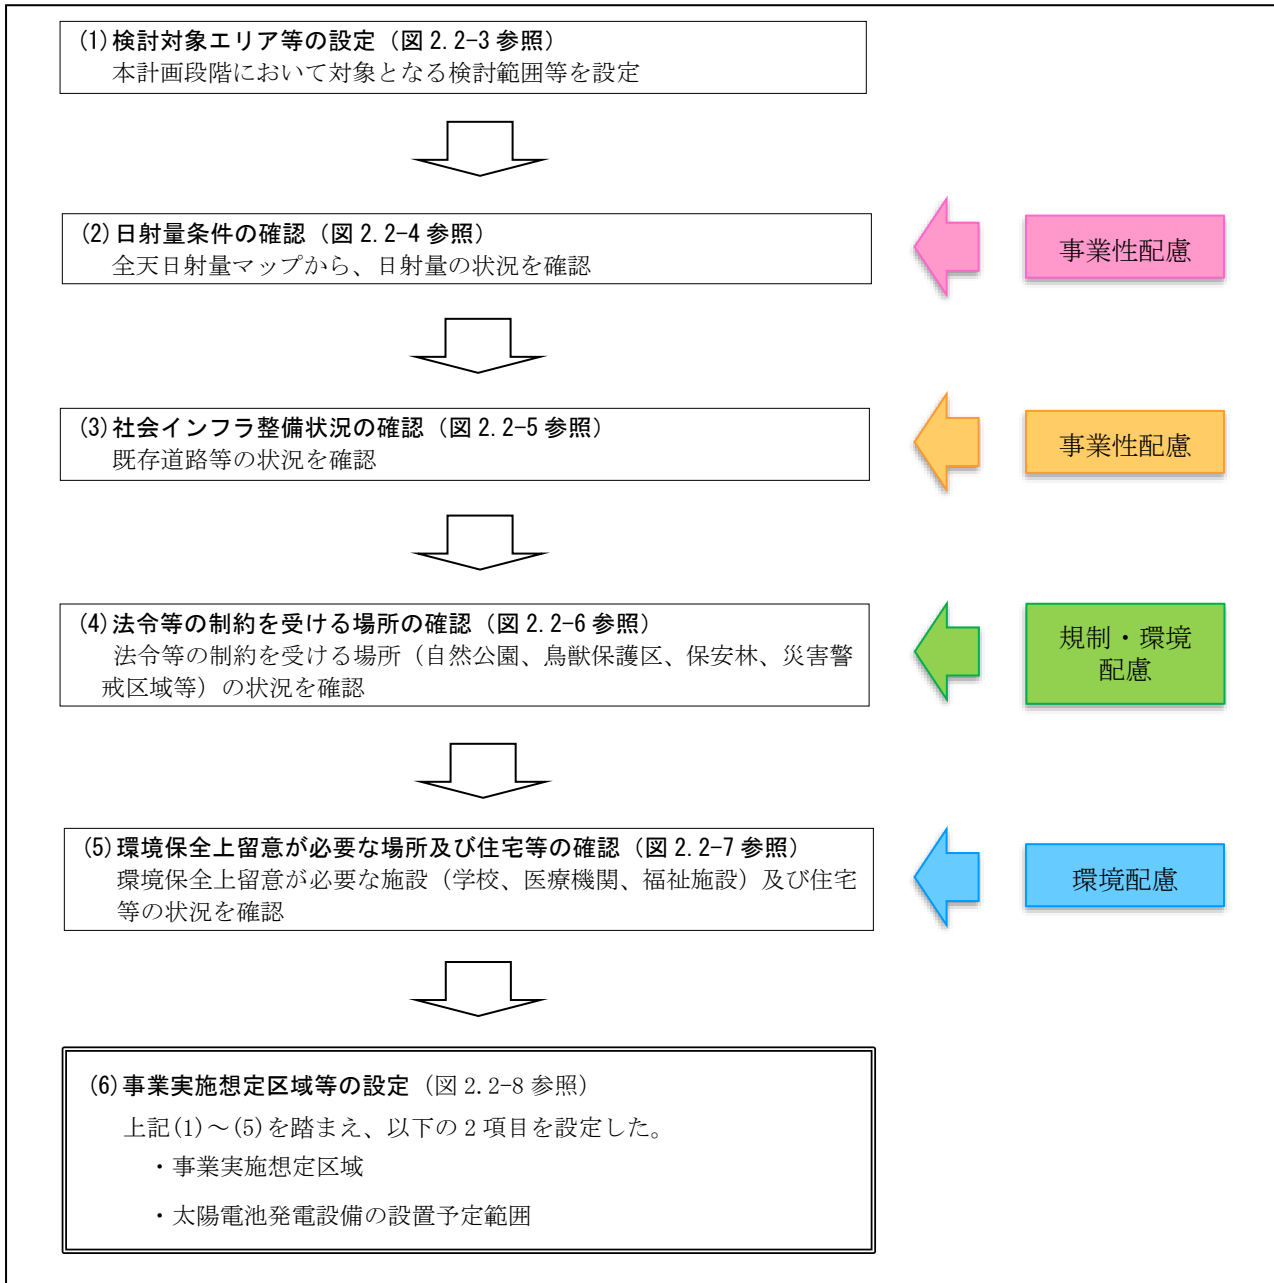 (1)検討対象エリア等の設定（図 2.2-3 参照）
本計画段階において対象となる検討範囲等を設定
(2)日射量条件の確認（図 2.2-4 参照）
全天日射量マップから、日射量の状況を確認
事業性配慮
(3)社会インフラ整備状況の確認（図 2.2-5 参照）
既存道路等の状況を確認
事業性配慮
(4)法令等の制約を受ける場所の確認（図 2.2-6 参照）
法令等の制約を受ける場所（自然公園、鳥獣保護区、保安林、災害警
戒区域等）の状況を確認
規制・環境
配慮
(5)環境保全上留意が必要な場所及び住宅等の確認（図 2.2-7 参照）
環境保全上留意が必要な施設（学校、医療機関、福祉施設）及び住宅
等の状況を確認
環境配慮
(6)事業実施想定区域等の設定（図 2.2-8 参照）
上記(1)～(5)を踏まえ、以下の 2 項目を設定した。
・事業実施想定区域
・太陽電池発電設備の設置予定範囲